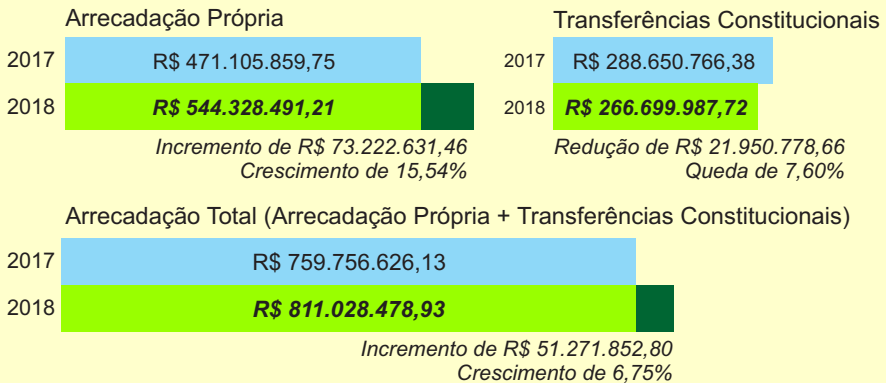 Arrecadação Própria
2017 R$ 471.105.859,75
2018 R$ 544.328.491,21
Incremento de R$ 73.222.631,46
Crescimento de 15,54%
Transferências Constitucionais
2017 R$ 288.650.766,38
2018 R$ 266.699.987,72
Redução de R$ 21.950.778,66
Queda de 7,60%
Arrecadação Total (Arrecadação Própria + Transferências Constitucionais)
2017 R$ 759.756.626,13
2018 R$ 811.028.478,93
Incremento de R$ 51.271.852,80
Crescimento de 6,75%